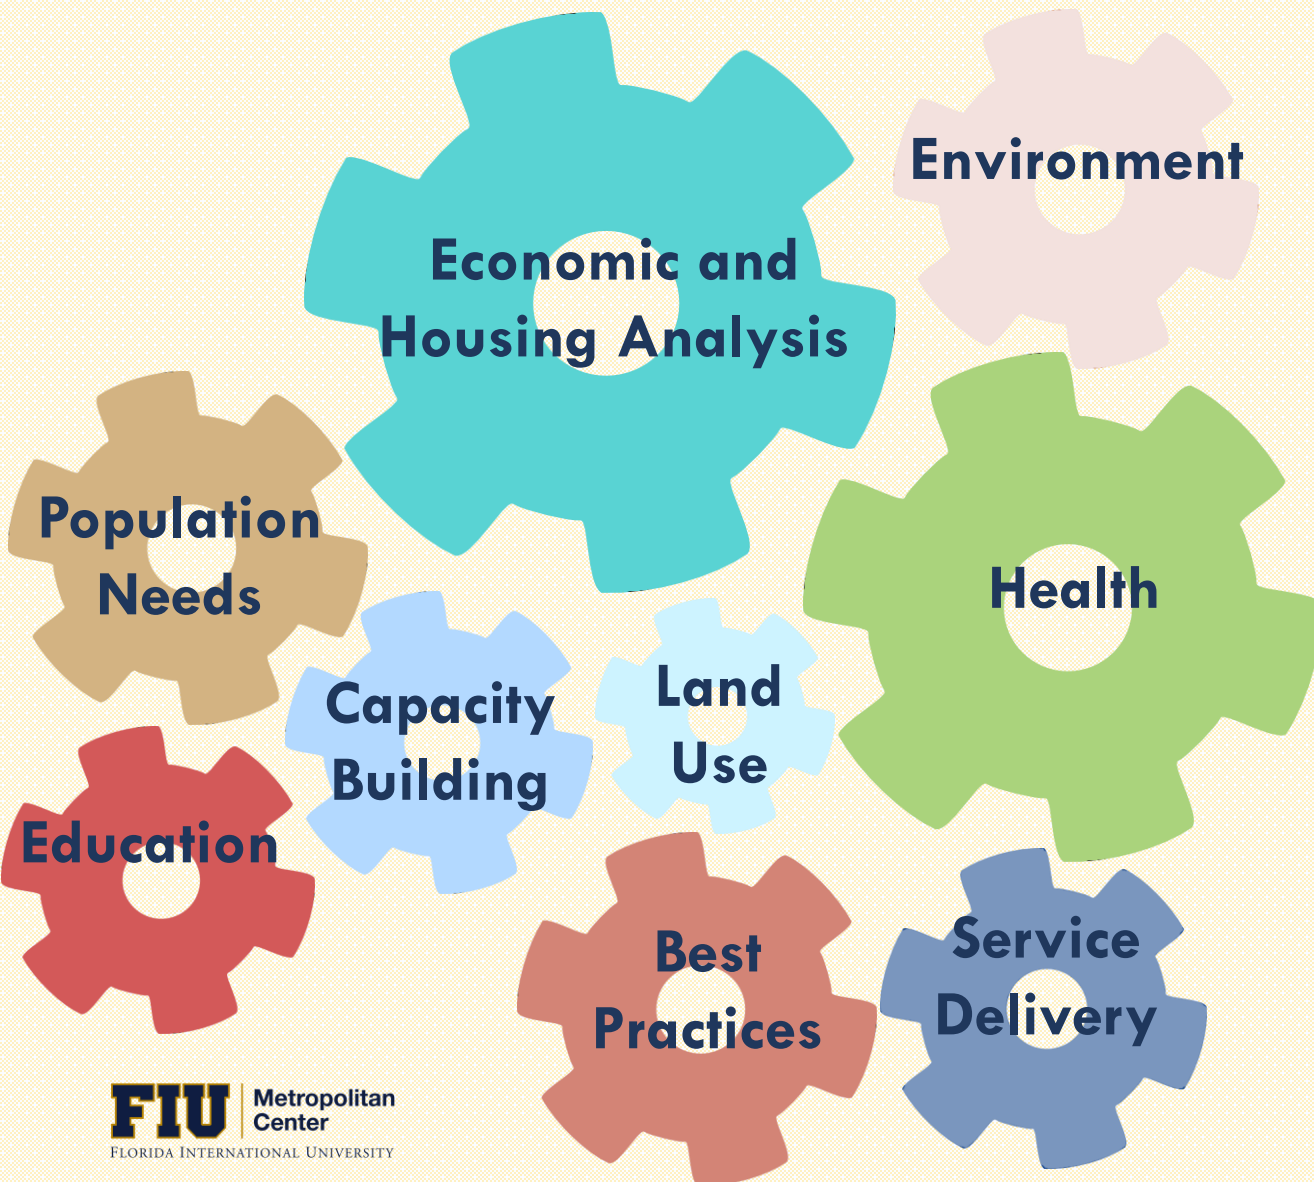 Environment
Economic and
Housing Analysis
Population
Needs
Health
Capacity
Building
Land
Use
Education
Best
Practices
Service
Delivery
FIU
Metropolitan
Center
FLORIDA INTERNATIONAL UNIVERSITY